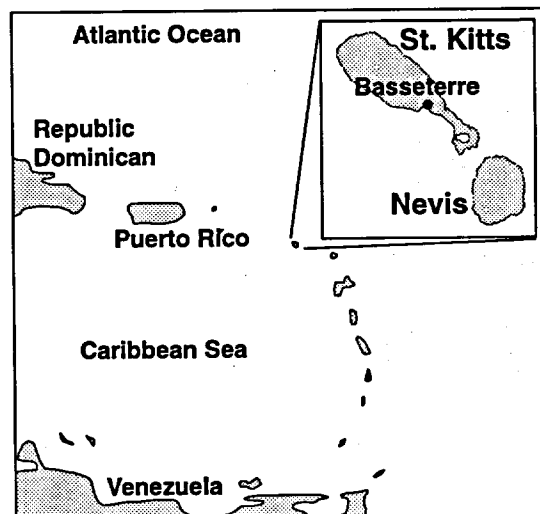 Atlantic Ocean
St. Kitts
Basseterre
Republic
Dominican
Nevis
Puerto Rico
Caribbean Sea
Venezuela